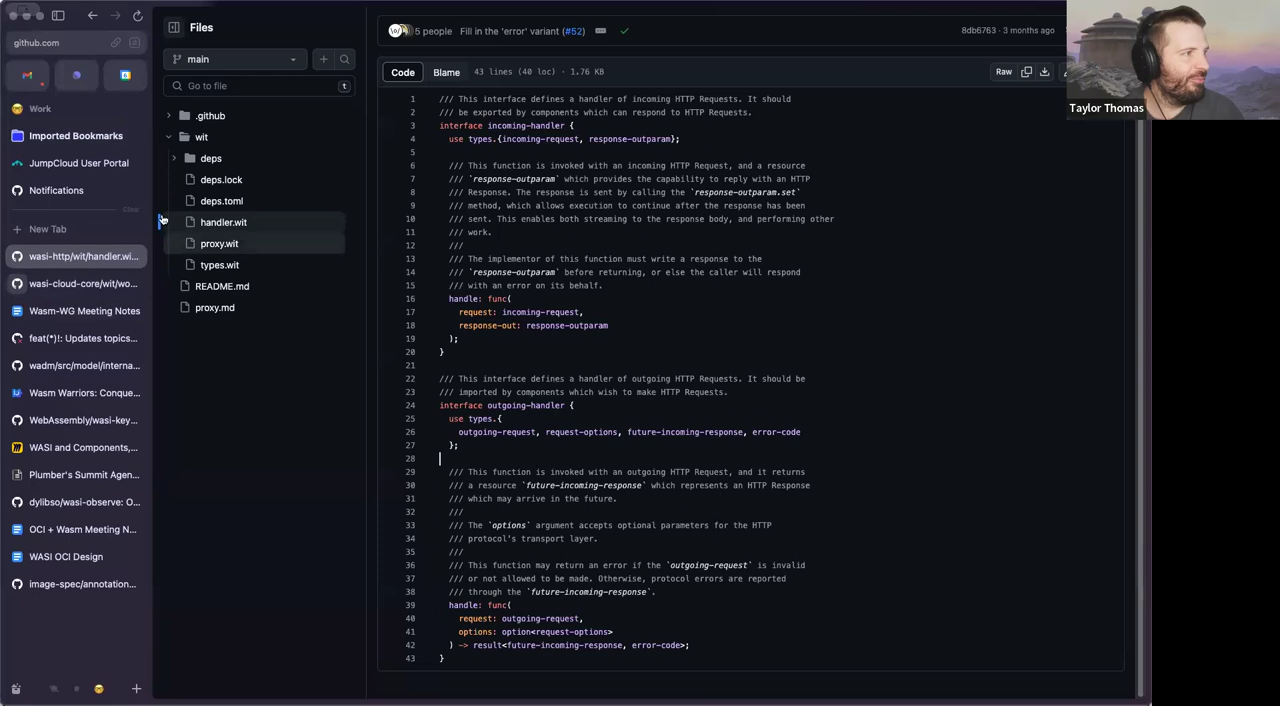 github.com
Work
Imported Bookmarks
JumpCloud User Portal
Notifications
Clear
New Tab
wasi-http/wit/handler.wi...
wasi-cloud-core/wit/wo...
Wasm-WG Meeting Notes
feat(*)!: Updates topics...
wadm/src/model/interna...
Wasm Warriors: Conque...
WebAssembly/wasi-key...
WASI and Components,...
Plumber's Summit Agen...
dylibso/wasi-observe: O...
OCI + Wasm Meeting N...
WASI OCI Design
image-spec/annotation...
Files
main
Go to file
t
.github
wit
deps
deps.lock
deps.toml
handler.wit
proxy.wit
types.wit
README.md
proxy.md
5 people Fill in the 'error' variant (#52)
8db6763 · 3 months ago
Code Blame 43 lines (40 loc) · 1.76 KB
Raw
1 /// This interface defines a handler of incoming HTTP Requests. It should
2 /// be exported by components which can respond to HTTP Requests.
3 interface incoming-handler {
4 use types.{incoming-request, response-outparam};
5
6 /// This function is invoked with an incoming HTTP Request, and a resource
7 /// `response-outparam` which provides the capability to reply with an HTTP
8 /// Response. The response is sent by calling the `response-outparam.set`
9 /// method, which allows execution to continue after the response has been
10 /// sent. This enables both streaming to the response body, and performing other
11 /// work.
12 ///
13 /// The implementor of this function must write a response to the
14 /// `response-outparam` before returning, or else the caller will respond
15 /// with an error on its behalf.
16 handle: func(
17 request: incoming-request,
18 response-out: response-outparam
19 );
20 }
21
22 /// This interface defines a handler of outgoing HTTP Requests. It should be
23 /// imported by components which wish to make HTTP Requests.
24 interface outgoing-handler {
25 use types.{
26 outgoing-request, request-options, future-incoming-response, error-code
27 };
28
29 /// This function is invoked with an outgoing HTTP Request, and it returns
30 /// a resource `future-incoming-response` which represents an HTTP Response
31 /// which may arrive in the future.
32 ///
33 /// The `options` argument accepts optional parameters for the HTTP
34 /// protocol's transport layer.
35 ///
36 /// This function may return an error if the `outgoing-request` is invalid
37 /// or not allowed to be made. Otherwise, protocol errors are reported
38 /// through the `future-incoming-response`.
39 handle: func(
40 request: outgoing-request,
41 options: option<request-options>
42 ) -> result<future-incoming-response, error-code>;
43 }
Taylor Thomas